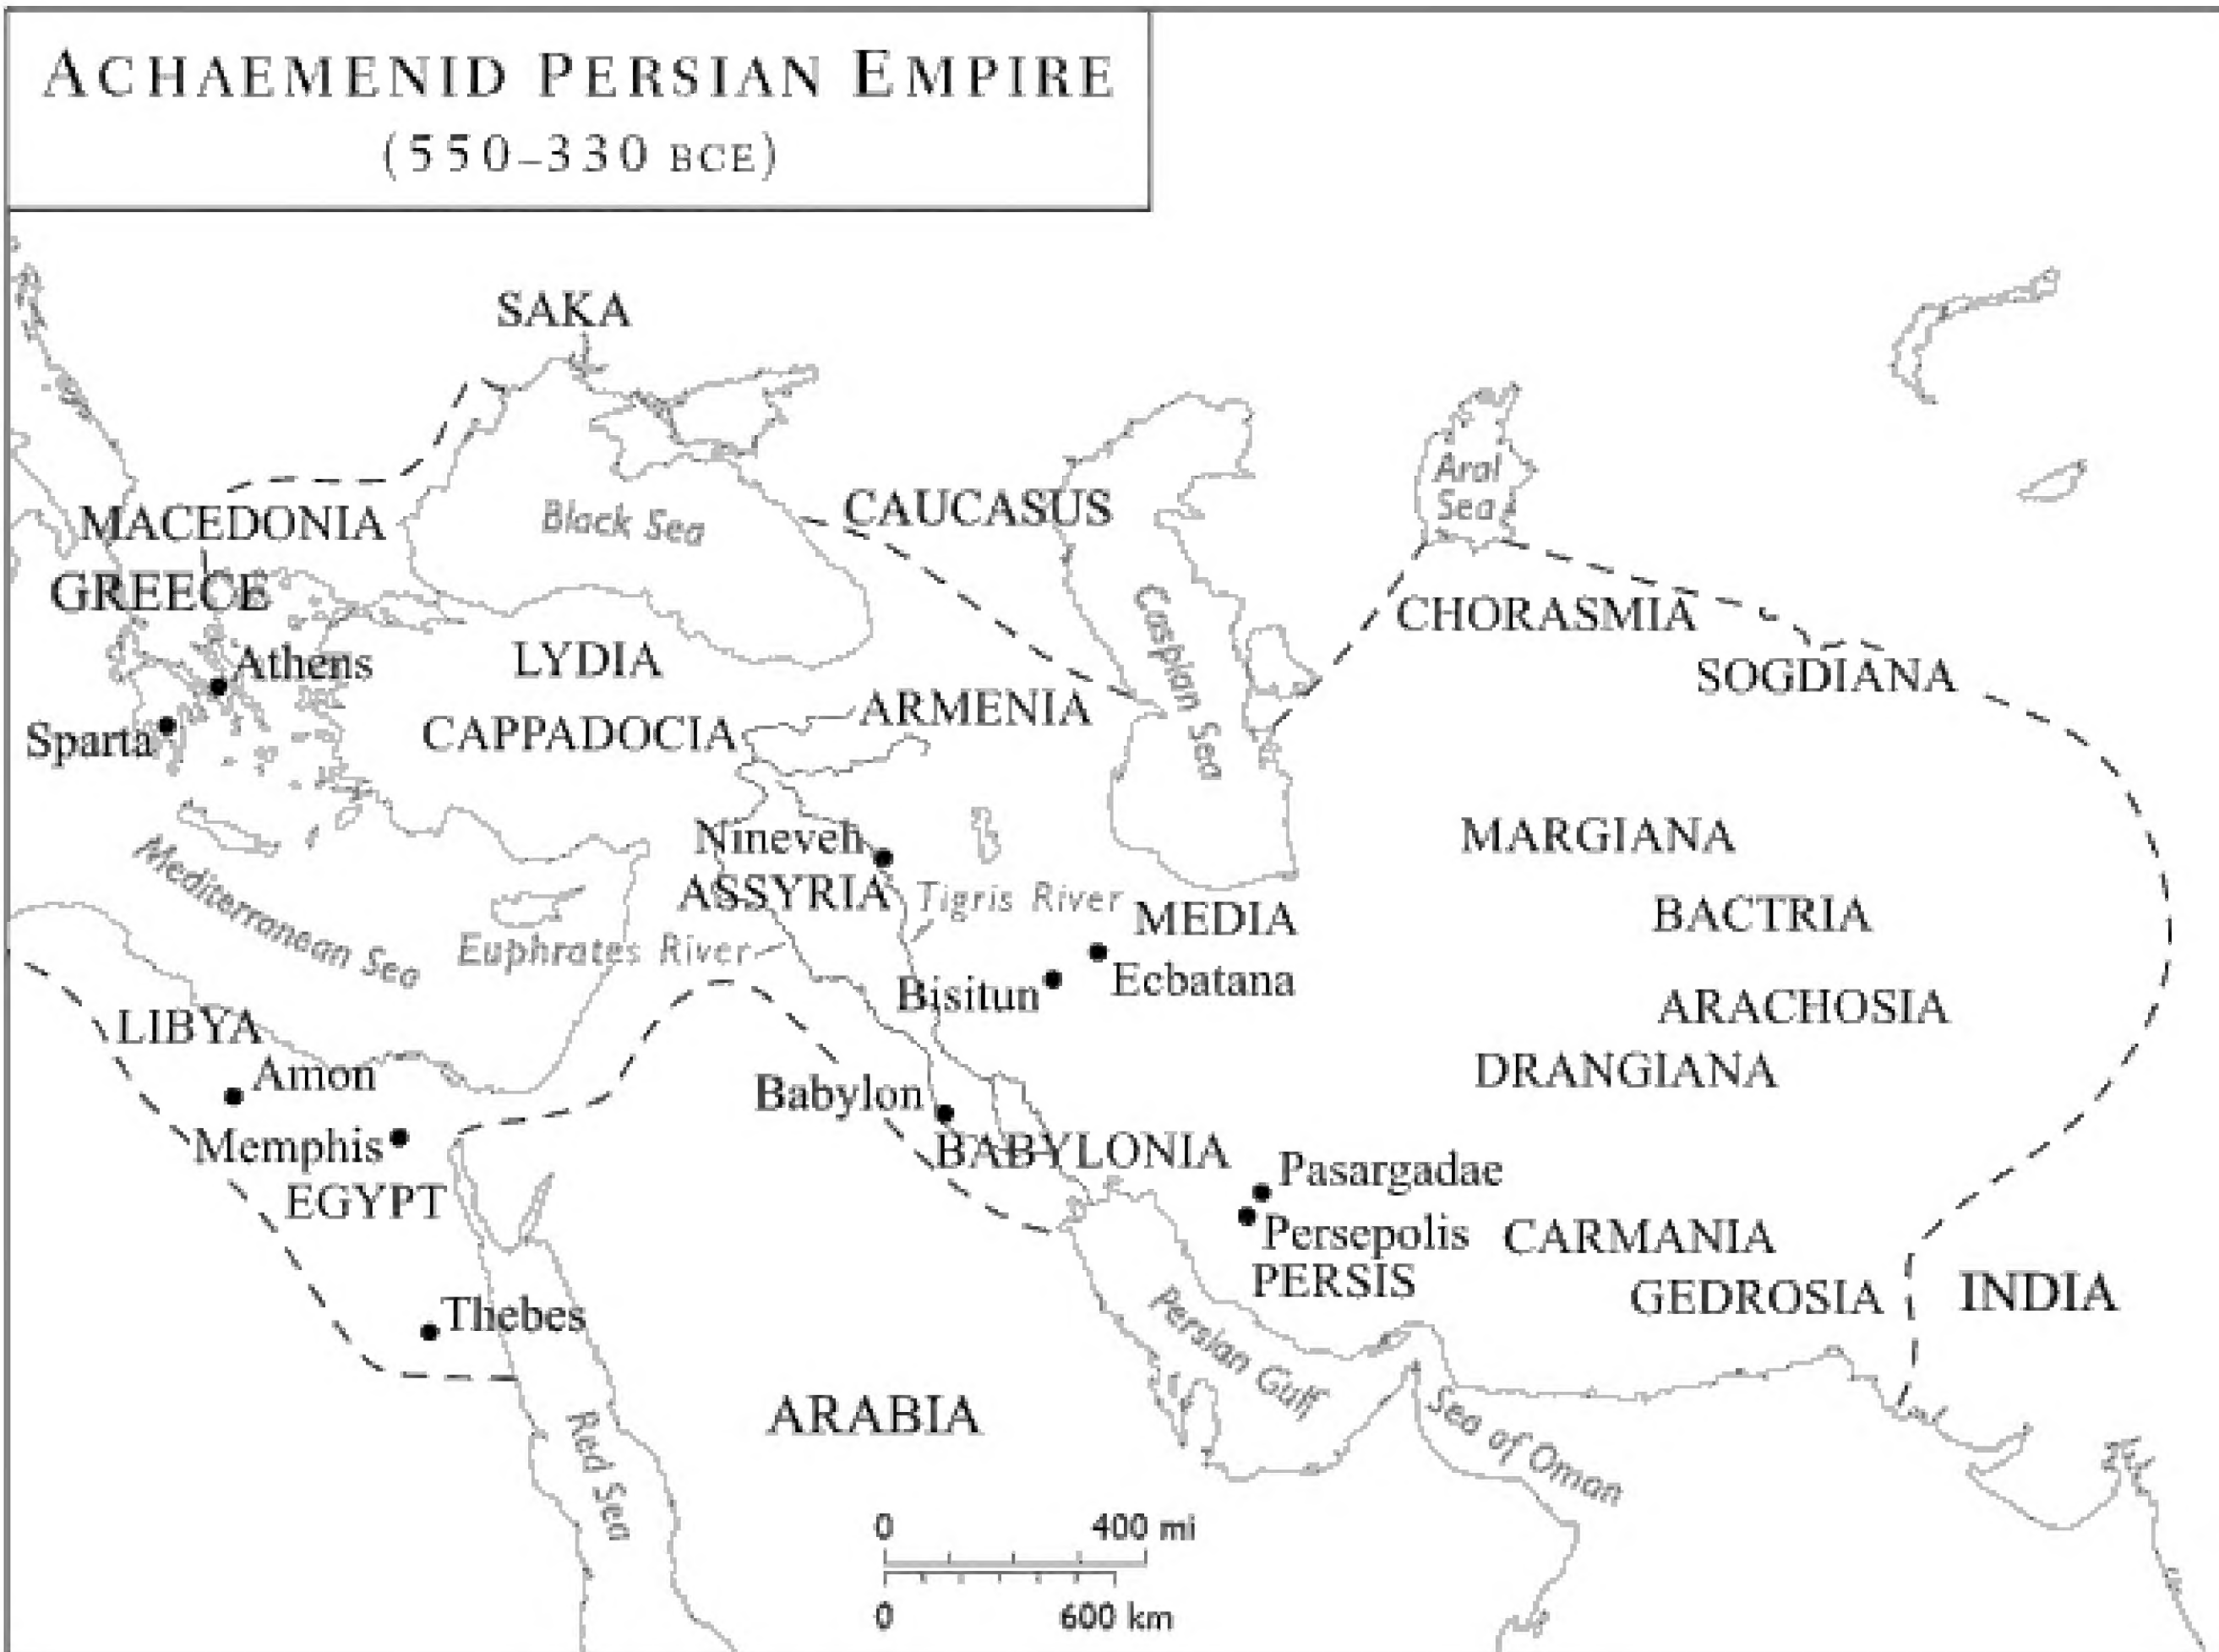 ACHAEMENID PERSIAN EMPIRE
(550–330 BCE)
SAKA
Aral
Sea
MACEDONIA
Black Sea
CAUCASUS
GREECE
CHORASMIA
Caspian Sea
Athens
LYDIA
SOGDIANA
Sparta
CAPPADOCIA
ARMENIA
Nineveh
MARGIANA
Mediterranean Sea
ASSYRIA
Tigris River
MEDIA
BACTRIA
Euphrates River
Bisitun
Ecbatana
LIBYA
ARACHOSIA
Amon
DRANGIANA
Babylon
Memphis
BABYLONIA
Pasargadae
EGYPT
Persepolis
CARMANIA
PERSIS
GEDROSIA
INDIA
Thebes
Persian Gulf
ARABIA
Sea of Oman
Red Sea
0 400 mi
0 600 km